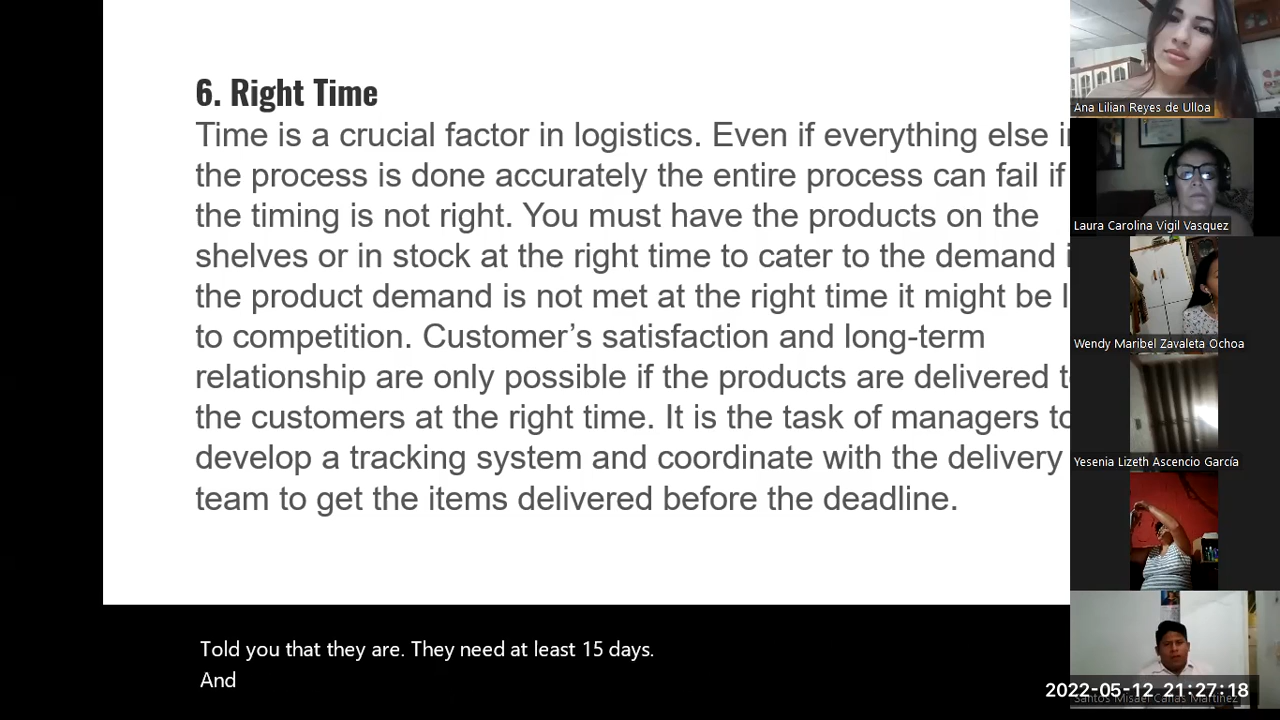 6. Right Time
Time is a crucial factor in logistics. Even if everything else
the process is done accurately the entire process can fail if
the timing is not right. You must have the products on the
shelves or in stock at the right time to cater to the demand
the product demand is not met at the right time it might be
to competition. Customer’s satisfaction and long-term
relationship are only possible if the products are delivered
the customers at the right time. It is the task of managers to
develop a tracking system and coordinate with the delivery
team to get the items delivered before the deadline.
Told you that they are. They need at least 15 days.
And
Ana Lilian Reyes de Ulloa
Laura Carolina Vigil Vasquez
Wendy Maribel Zavaleta Ochoa
Yesenia Lizeth Ascencio García
2022-05-12 21:27:18
Santos Misael Cañas Martínez